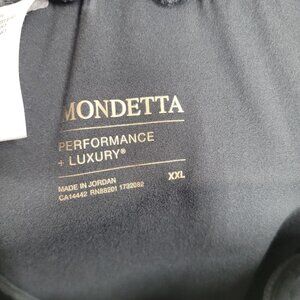 MONDETTA
PERFORMANCE
+ LUXURY®
MADE IN JORDAN
XXL
CA14442 RN88201 1732082